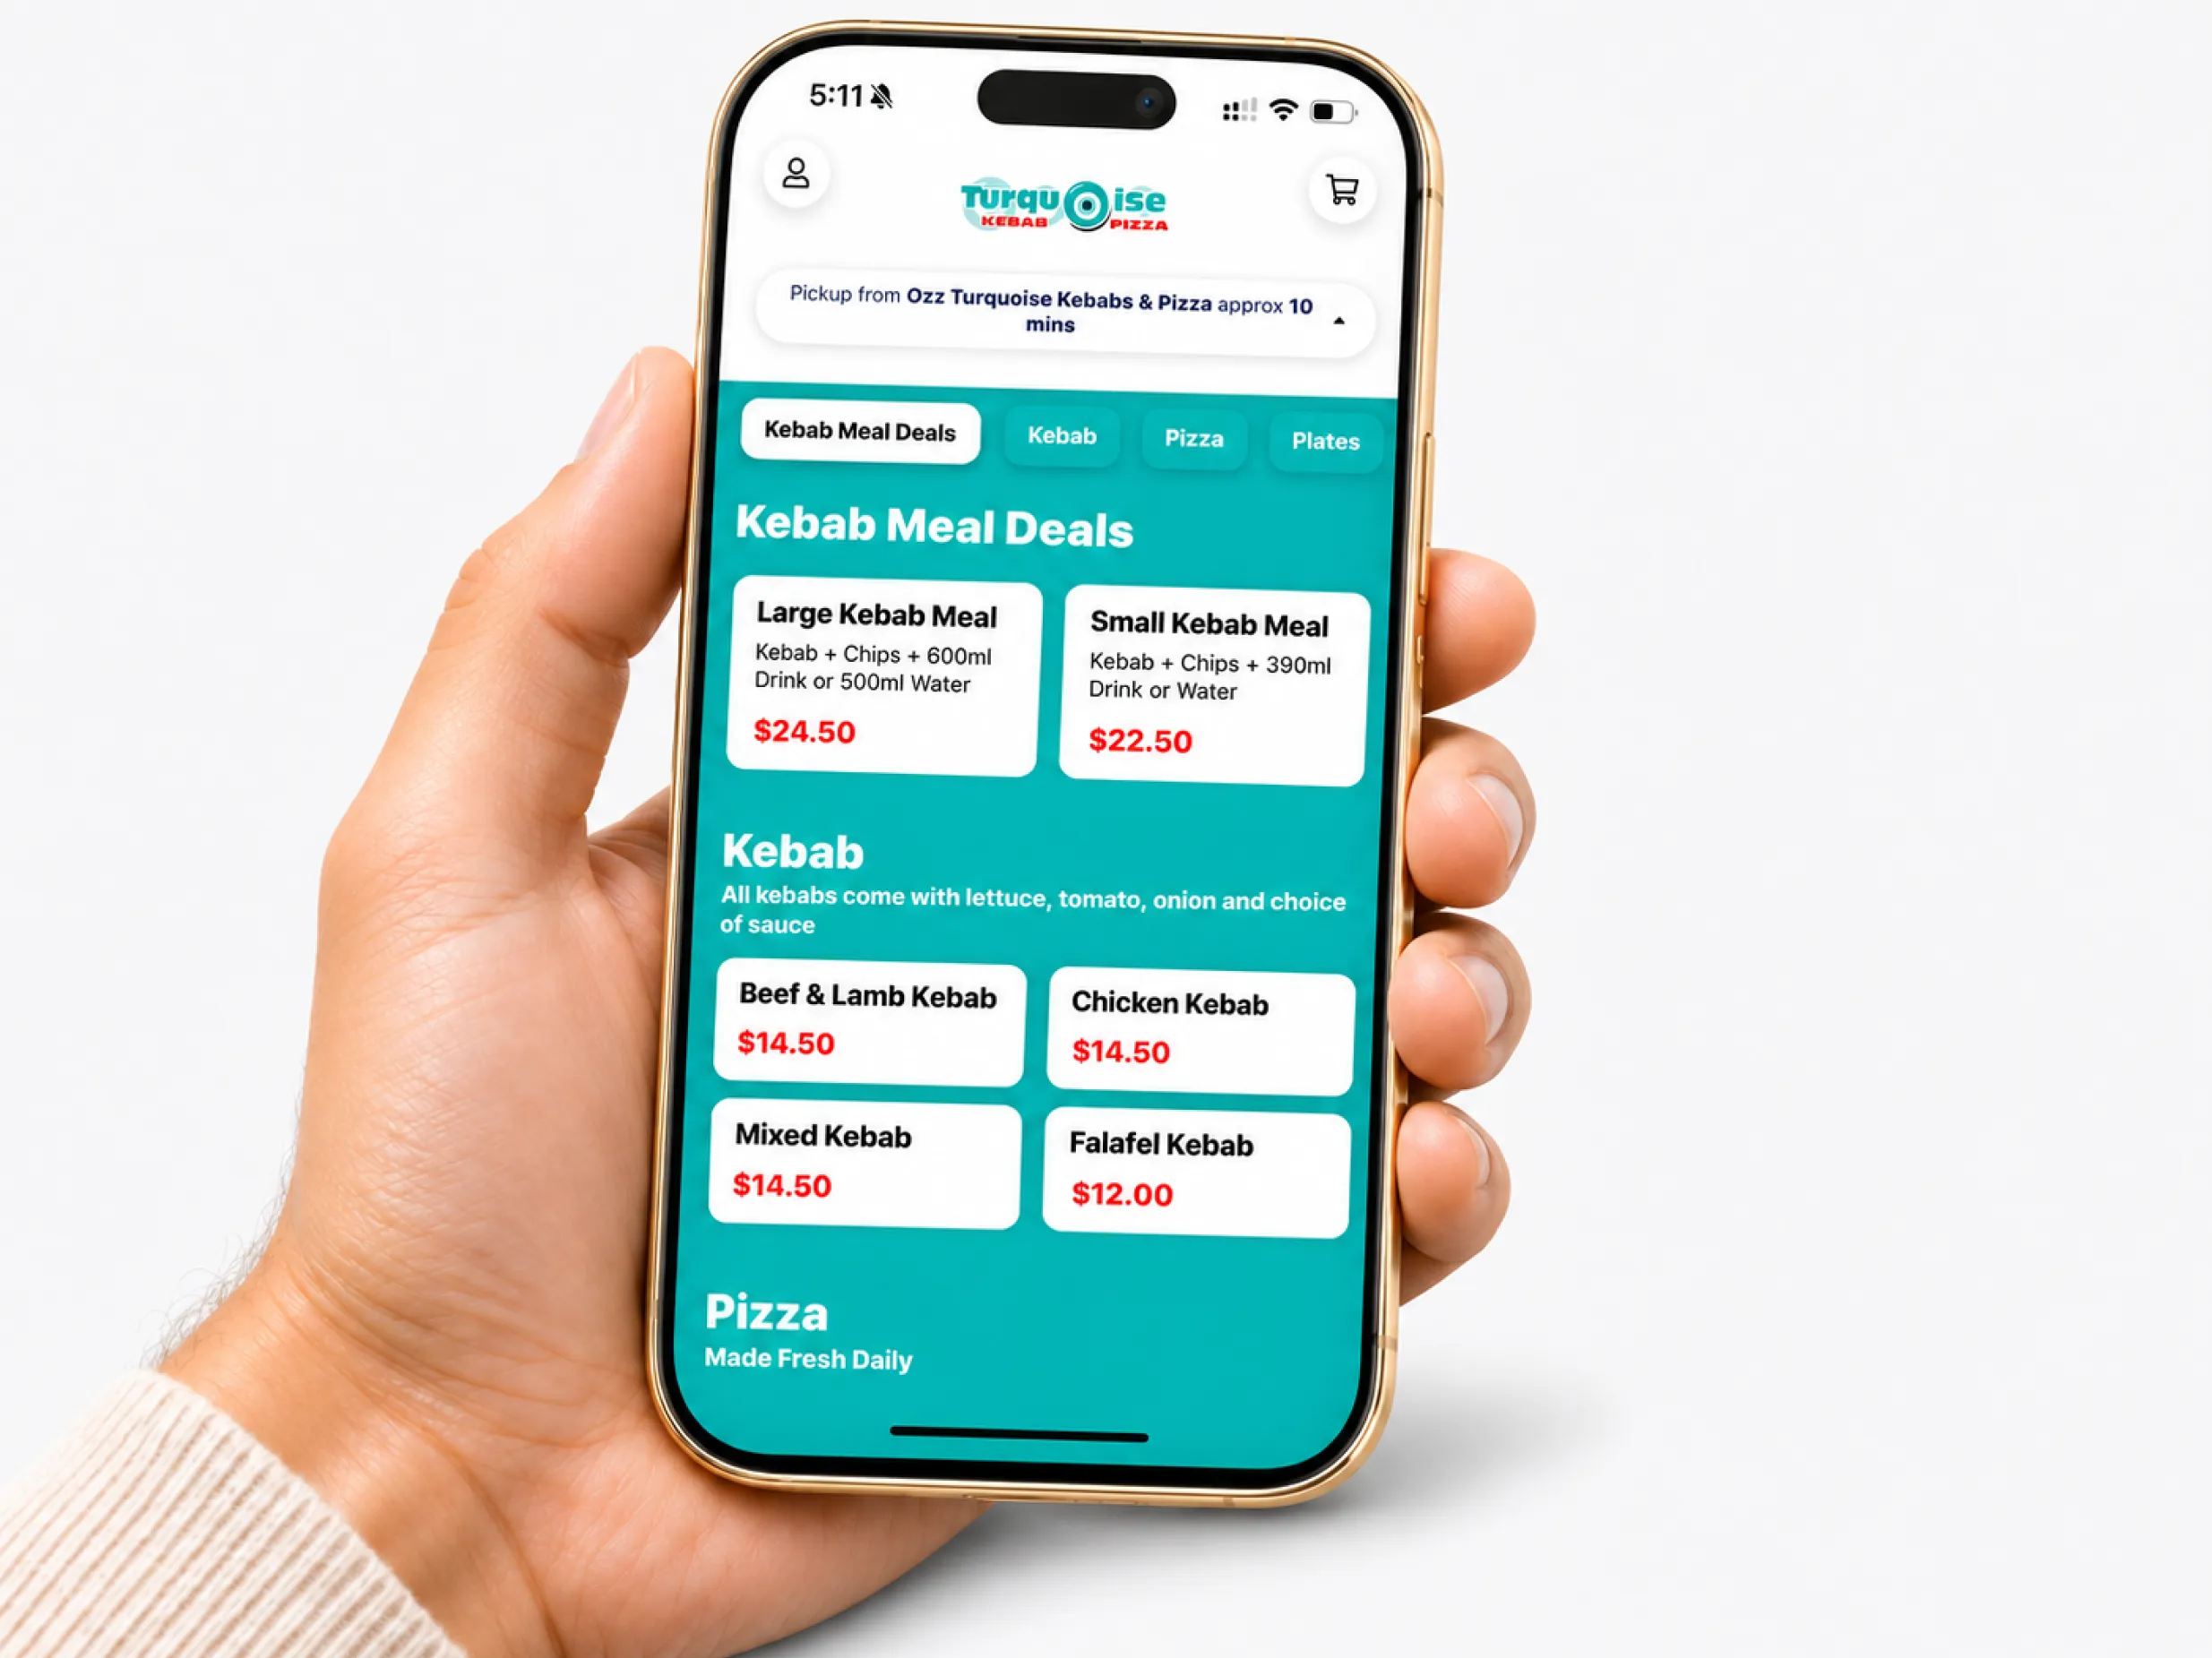 5:11
Turquoise
KEBAB PIZZA
Pickup from Ozz Turquoise Kebabs & Pizza approx 10
mins
Kebab Meal Deals Kebab Pizza Plates
Kebab Meal Deals
Large Kebab Meal
Kebab + Chips + 600ml
Drink or 500ml Water
$24.50
Small Kebab Meal
Kebab + Chips + 390ml
Drink or Water
$22.50
Kebab
All kebabs come with lettuce, tomato, onion and choice
of sauce
Beef & Lamb Kebab
$14.50
Chicken Kebab
$14.50
Mixed Kebab
$14.50
Falafel Kebab
$12.00
Pizza
Made Fresh Daily